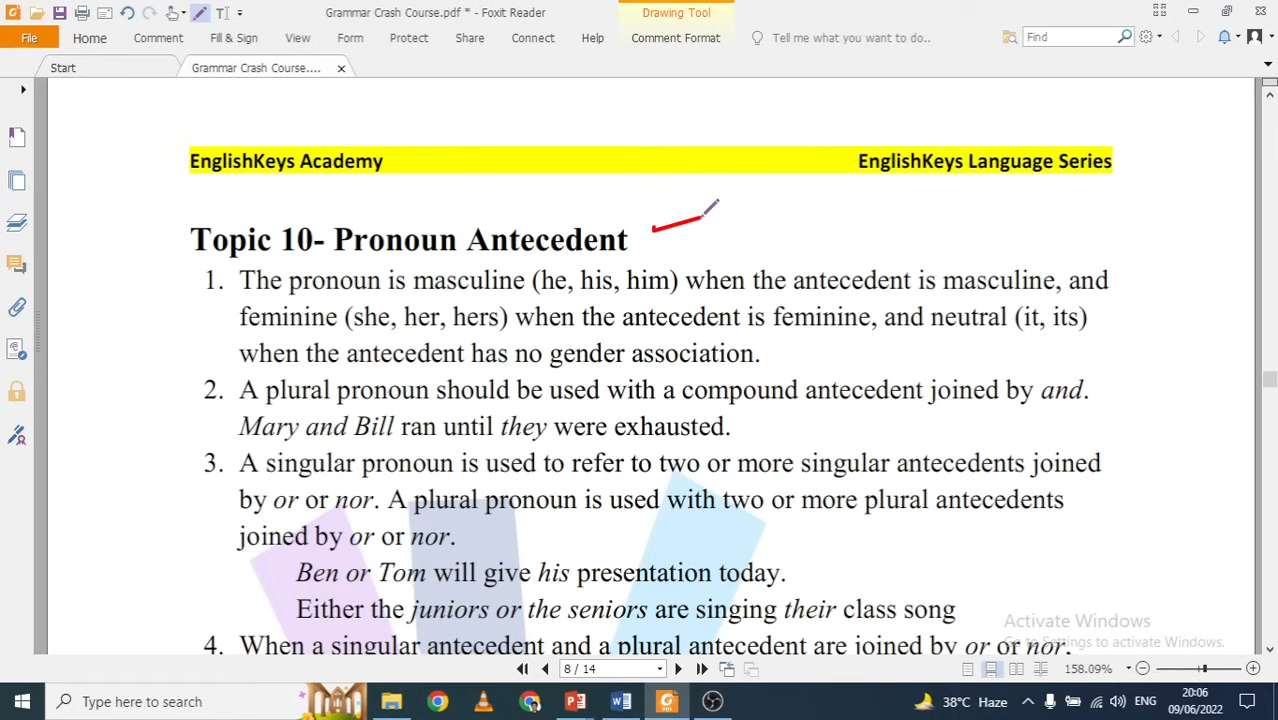 Grammar Crash Course.pdf * - Foxit Reader
Drawing Tool
File Home Comment Fill & Sign View Form Protect Share Connect Help Comment Format Tell me what you want to do.. Find
Start Grammar Crash Course....
EnglishKeys Academy EnglishKeys Language Series
Topic 10- Pronoun Antecedent
1. The pronoun is masculine (he, his, him) when the antecedent is masculine, and
feminine (she, her, hers) when the antecedent is feminine, and neutral (it, its)
when the antecedent has no gender association.
2. A plural pronoun should be used with a compound antecedent joined by and.
Mary and Bill ran until they were exhausted.
3. A singular pronoun is used to refer to two or more singular antecedents joined
by or or nor. A plural pronoun is used with two or more plural antecedents
joined by or or nor.
Ben or Tom will give his presentation today.
Either the juniors or the seniors are singing their class song
Activate Windows
Go to Settings to activate Windows.
4. When a singular antecedent and a plural antecedent are joined by or or nor,
8 / 14 158.09%
Type here to search 38°C Haze ENG 20:06
09/06/2022